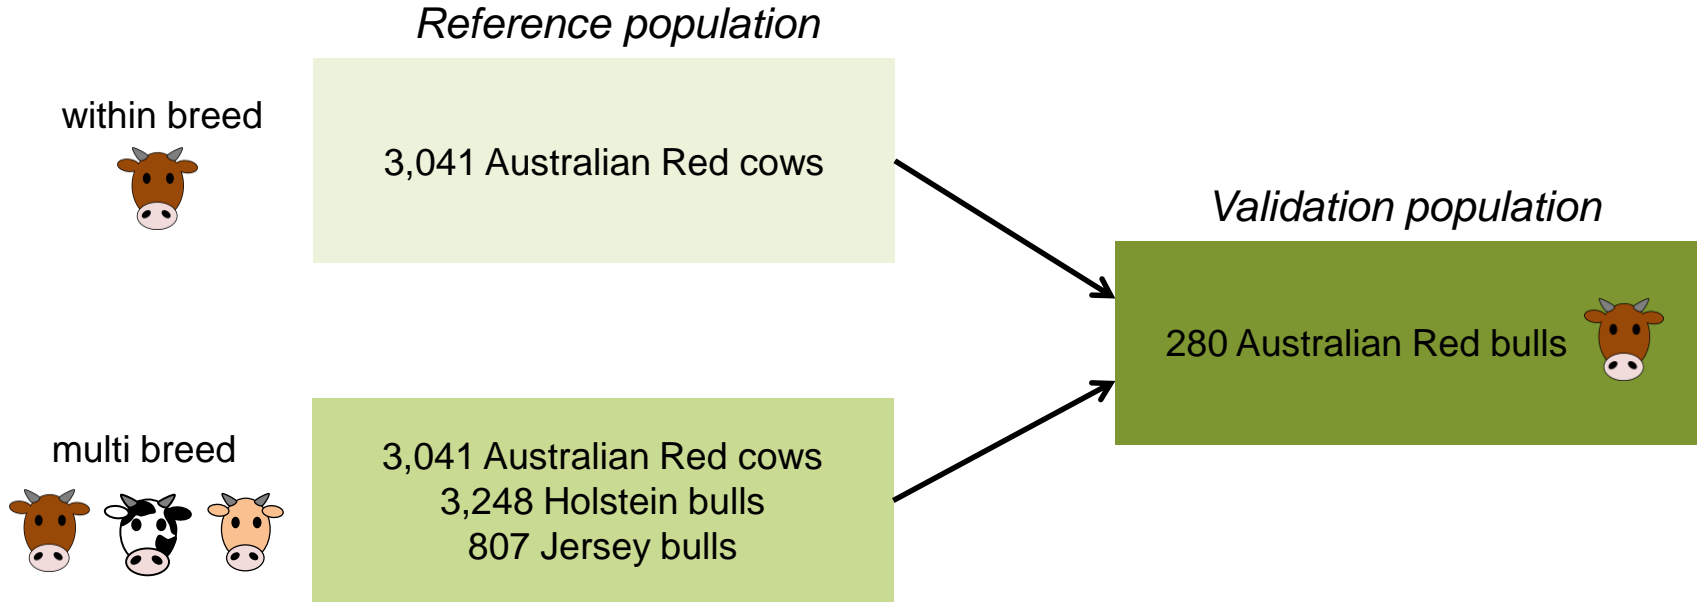 Reference population
within breed
3,041 Australian Red cows
Validation population
280 Australian Red bulls
multi breed
3,041 Australian Red cows
3,248 Holstein bulls
807 Jersey bulls